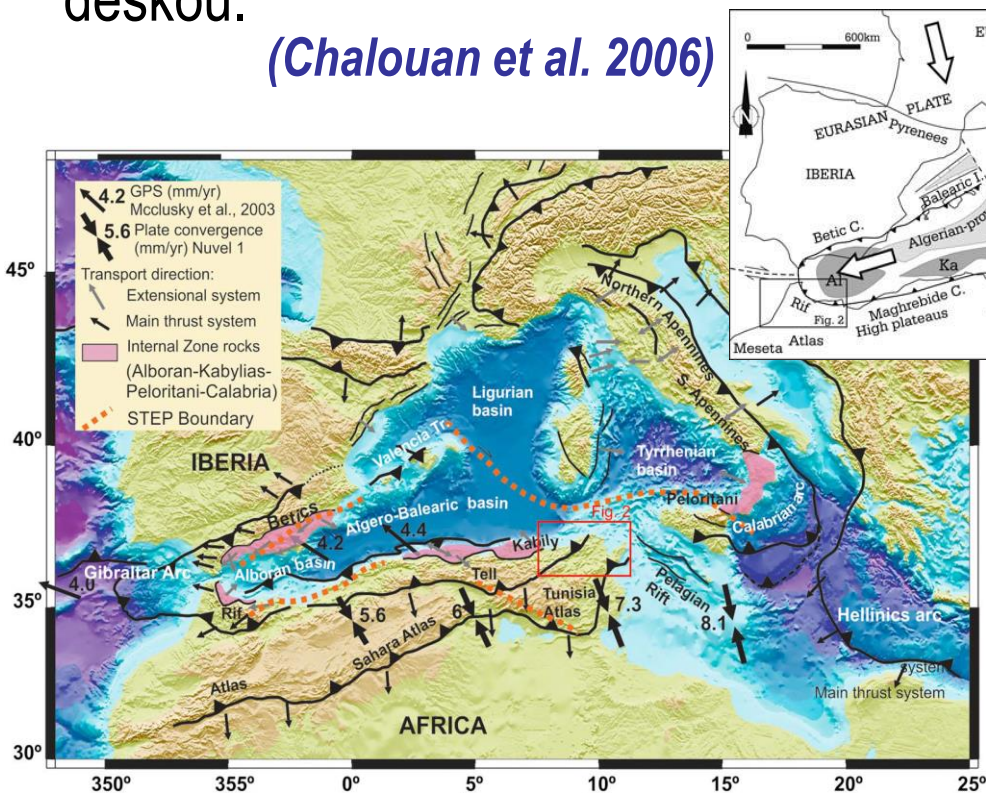 deskou.
(Chalouan et al. 2006)
0 600km
N
EURASIAN PLATE
Pyrenees
IBERIA
Balearic I.
Betic C.
Ka
Rif
Maghrebide C.
High plateaus
Fig. 2
Meseta
Atlas
4.2 GPS (mm/yr)
Mcclusky et al., 2003
5.6 Plate convergence
(mm/yr) Nuvel 1
Transport direction:
Extensional system
Main thrust system
Internal Zone rocks
(Alboran-Kabylias-
Peloritani-Calabria)
STEP Boundary
45º
40º
35º
30º
Northern Apennines
S. Apennines
Ligurian
basin
Valencia Tr.
IBERIA
Tyrrhenian
basin
Peloritani
Calabrian arc
Betics
Algero-Balearic basin
Fig. 2
4.2
4.4
Kabily
Gibraltar Arc
Alboran basin
4.0
Tell
Rif
Tunisia
Atlas
Pelagian
Rift
5.6
6
7.3
8.1
Hellinics arc
Sahara Atlas
Atlas
system
Main thrust system
AFRICA
350º 355º 0º 5º 10º 15º 20º 25º